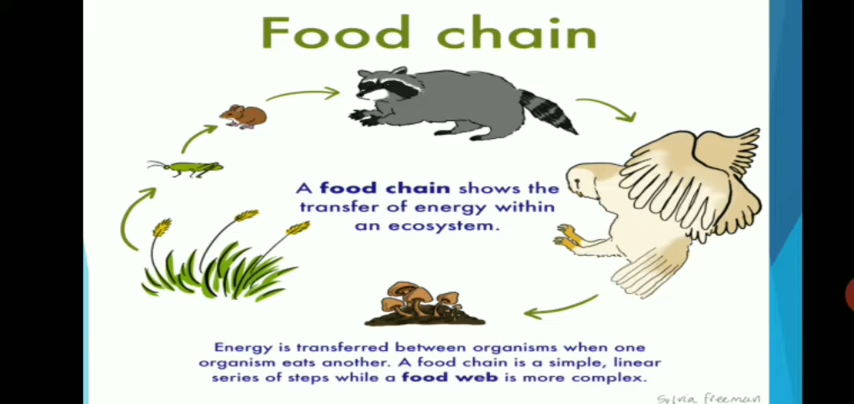 Food chain
A food chain shows the
transfer of energy within
an ecosystem.
Energy is transferred between organisms when one
organism eats another. A food chain is a simple, linear
series of steps while a food web is more complex.
Sylvia Freeman